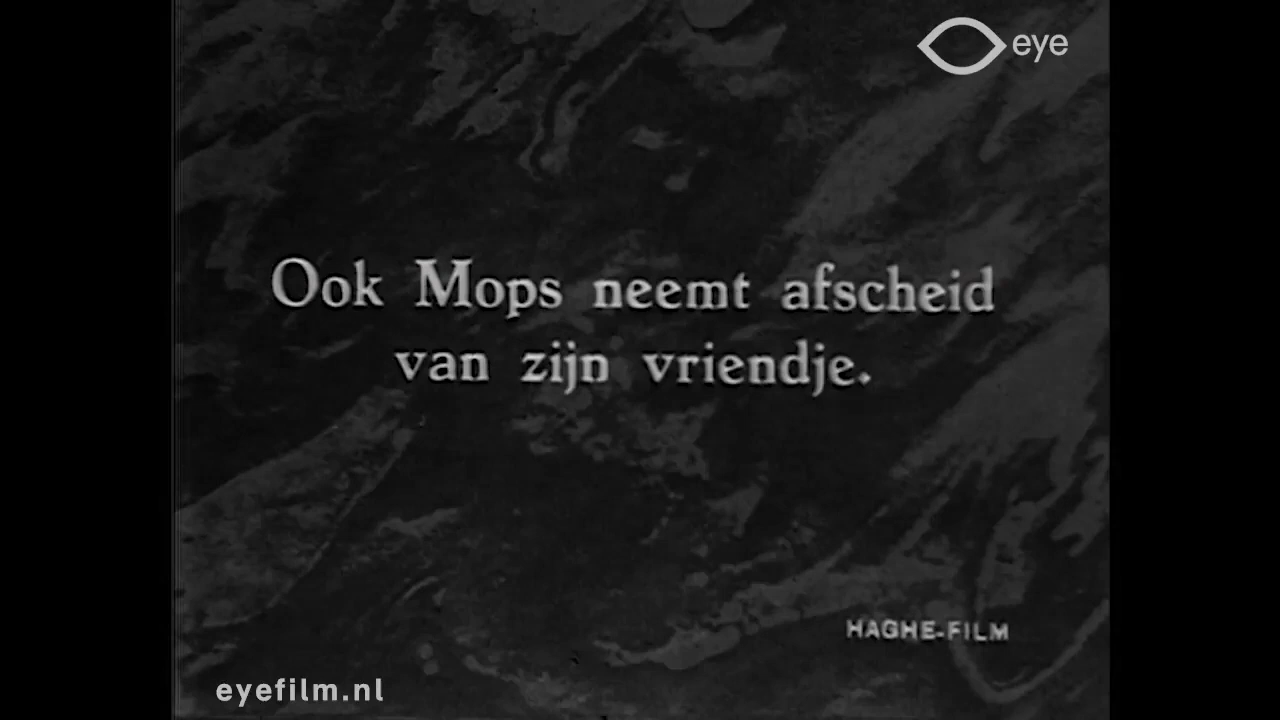 eye
Ook Mops neemt afscheid
van zijn vriendje.
HAGHE-FILM
eyefilm.nl